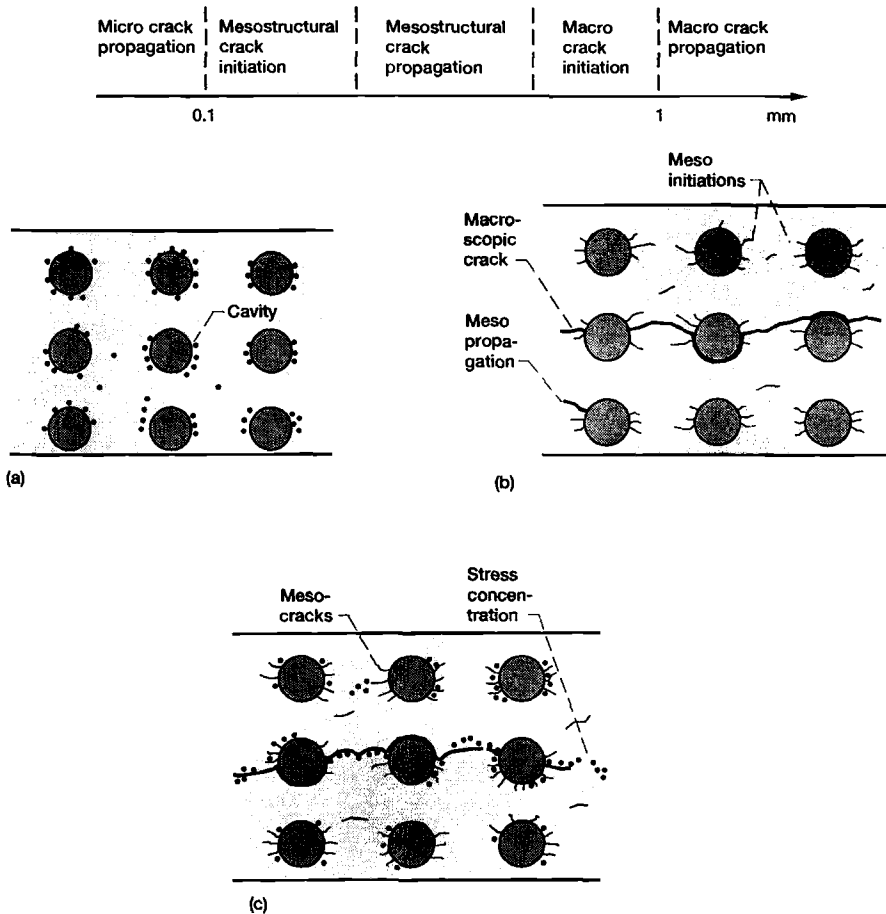 Micro crack
propagation
Mesostructural
crack
initiation
Mesostructural
crack
propagation
Macro
crack
initiation
Macro crack
propagation
0.1
1
mm
Cavity
(a)
Meso
initiations
Macro-
scopic
crack
Meso
propa-
gation
(b)
Meso-
cracks
Stress
concen-
tration
(c)